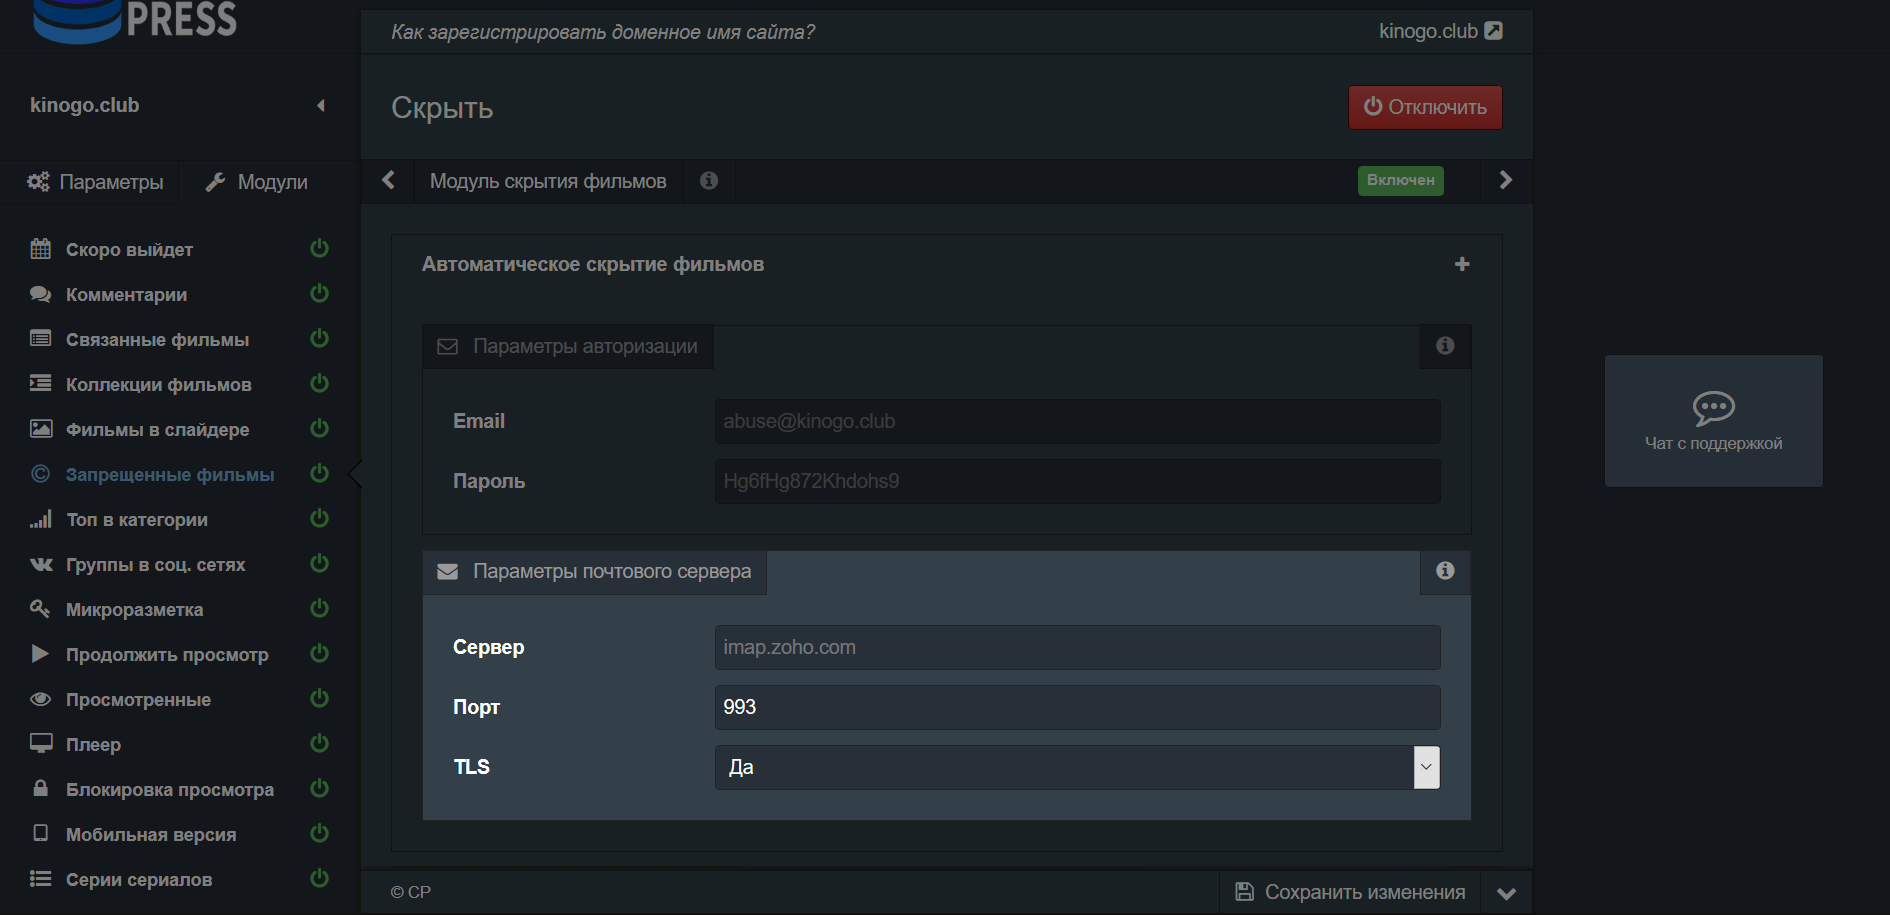 PRESS
Как зарегистрировать доменное имя сайта?
kinogo.club
kinogo.club
Скрыть
Отключить
Параметры
Модули
Модуль скрытия фильмов
Включен
Скоро выйдет
Комментарии
Связанные фильмы
Коллекции фильмов
Фильмы в слайдере
Запрещенные фильмы
Топ в категории
Группы в соц. сетях
Микроразметка
Продолжить просмотр
Просмотренные
Плеер
Блокировка просмотра
Мобильная версия
Серии сериалов
Автоматическое скрытие фильмов
Параметры авторизации
Email
abuse@kinogo.club
Пароль
Hg6fHg872Khdohs9
Параметры почтового сервера
Сервер
imap.zoho.com
Порт
993
TLS
Да
Чат с поддержкой
© CP
Сохранить изменения